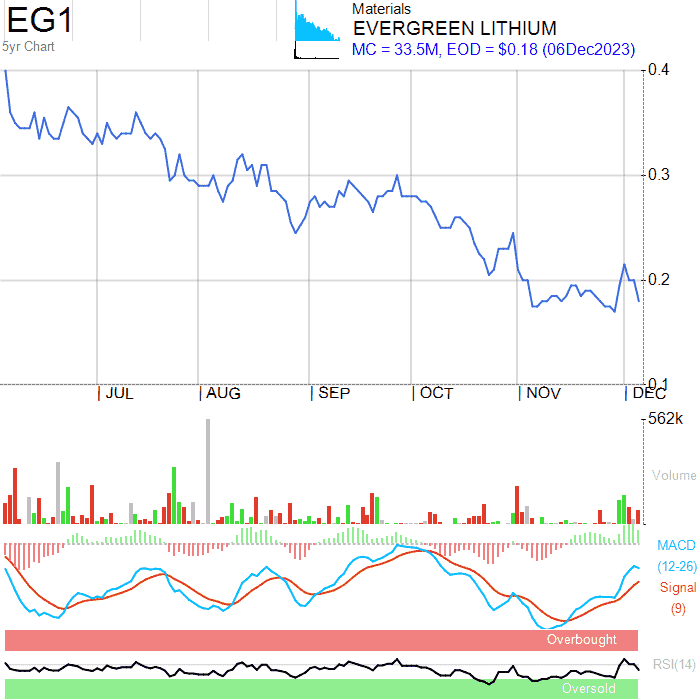 EG1
5yr Chart
Materials
EVERGREEN LITHIUM
MC = 33.5M, EOD = $0.18 (06Dec2023)
0.4
0.3
0.2
0.1
JUL AUG SEP OCT NOV DEC
562k
Volume
MACD
(12-26)
Signal
(9)
Overbought
RSI(14)
Oversold